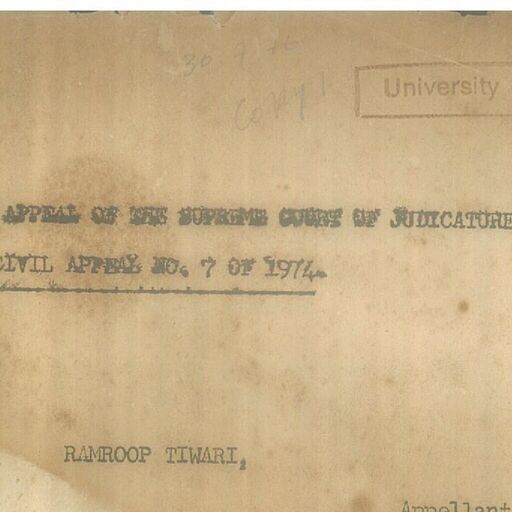 30 9 76
Copy 1
University
APPEAL OF THE SUPREME COURT OF JUDICATURE
CIVIL APPEAL NO. 7 OF 1974.
RAMROOP TIWARI,
Appellant